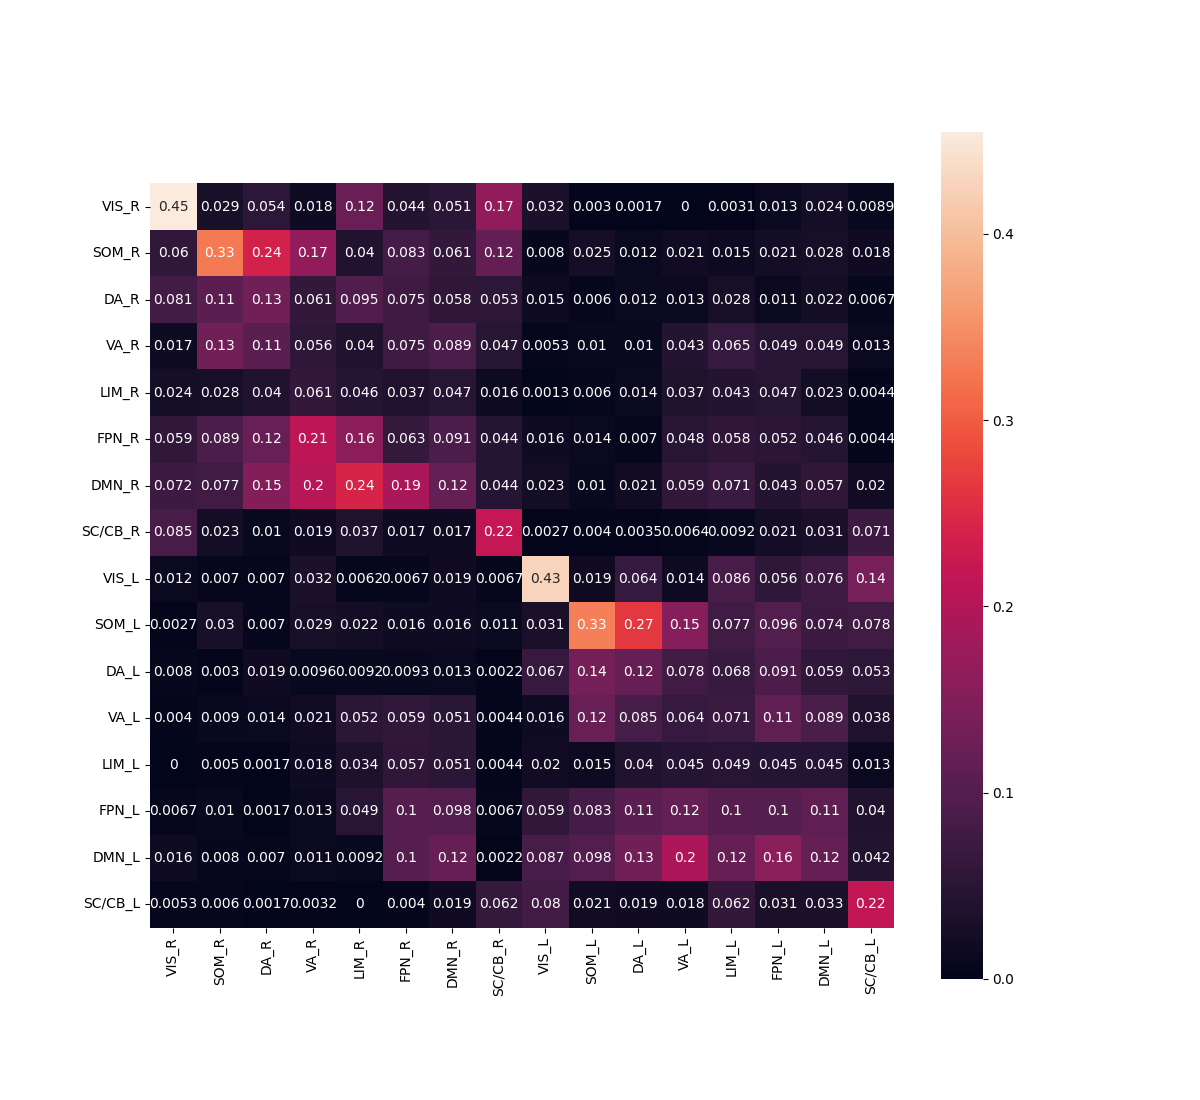 VIS_R 0.45 0.029 0.054 0.018 0.12 0.044 0.051 0.17 0.032 0.003 0.0017 0 0.0031 0.013 0.024 0.0089
SOM_R 0.06 0.33 0.24 0.17 0.04 0.083 0.061 0.12 0.008 0.025 0.012 0.021 0.015 0.021 0.028 0.018
DA_R 0.081 0.11 0.13 0.061 0.095 0.075 0.058 0.053 0.015 0.006 0.012 0.013 0.028 0.011 0.022 0.0067
VA_R 0.017 0.13 0.11 0.056 0.04 0.075 0.089 0.047 0.0053 0.01 0.01 0.043 0.065 0.049 0.049 0.013
LIM_R 0.024 0.028 0.04 0.061 0.046 0.037 0.047 0.016 0.0013 0.006 0.014 0.037 0.043 0.047 0.023 0.0044
FPN_R 0.059 0.089 0.12 0.21 0.16 0.063 0.091 0.044 0.016 0.014 0.007 0.048 0.058 0.052 0.046 0.0044
DMN_R 0.072 0.077 0.15 0.2 0.24 0.19 0.12 0.044 0.023 0.01 0.021 0.059 0.071 0.043 0.057 0.02
SC/CB_R 0.085 0.023 0.01 0.019 0.037 0.017 0.017 0.22 0.0027 0.004 0.0035 0.0064 0.0092 0.021 0.031 0.071
VIS_L 0.012 0.007 0.007 0.032 0.0062 0.0067 0.019 0.0067 0.43 0.019 0.064 0.014 0.086 0.056 0.076 0.14
SOM_L 0.0027 0.03 0.007 0.029 0.022 0.016 0.016 0.011 0.031 0.33 0.27 0.15 0.077 0.096 0.074 0.078
DA_L 0.008 0.003 0.019 0.0096 0.0092 0.0093 0.013 0.0022 0.067 0.14 0.12 0.078 0.068 0.091 0.059 0.053
VA_L 0.004 0.009 0.014 0.021 0.052 0.059 0.051 0.0044 0.016 0.12 0.085 0.064 0.071 0.11 0.089 0.038
LIM_L 0 0.005 0.0017 0.018 0.034 0.057 0.051 0.0044 0.02 0.015 0.04 0.045 0.049 0.045 0.045 0.013
FPN_L 0.0067 0.01 0.0017 0.013 0.049 0.1 0.098 0.0067 0.059 0.083 0.11 0.12 0.1 0.1 0.11 0.04
DMN_L 0.016 0.008 0.007 0.011 0.0092 0.1 0.12 0.0022 0.087 0.098 0.13 0.2 0.12 0.16 0.12 0.042
SC/CB_L 0.0053 0.006 0.0017 0.0032 0 0.004 0.019 0.062 0.08 0.021 0.019 0.018 0.062 0.031 0.033 0.22
VIS_R SOM_R DA_R VA_R LIM_R FPN_R DMN_R SC/CB_R VIS_L SOM_L DA_L VA_L LIM_L FPN_L DMN_L SC/CB_L
0.4
0.3
0.2
0.1
0.0